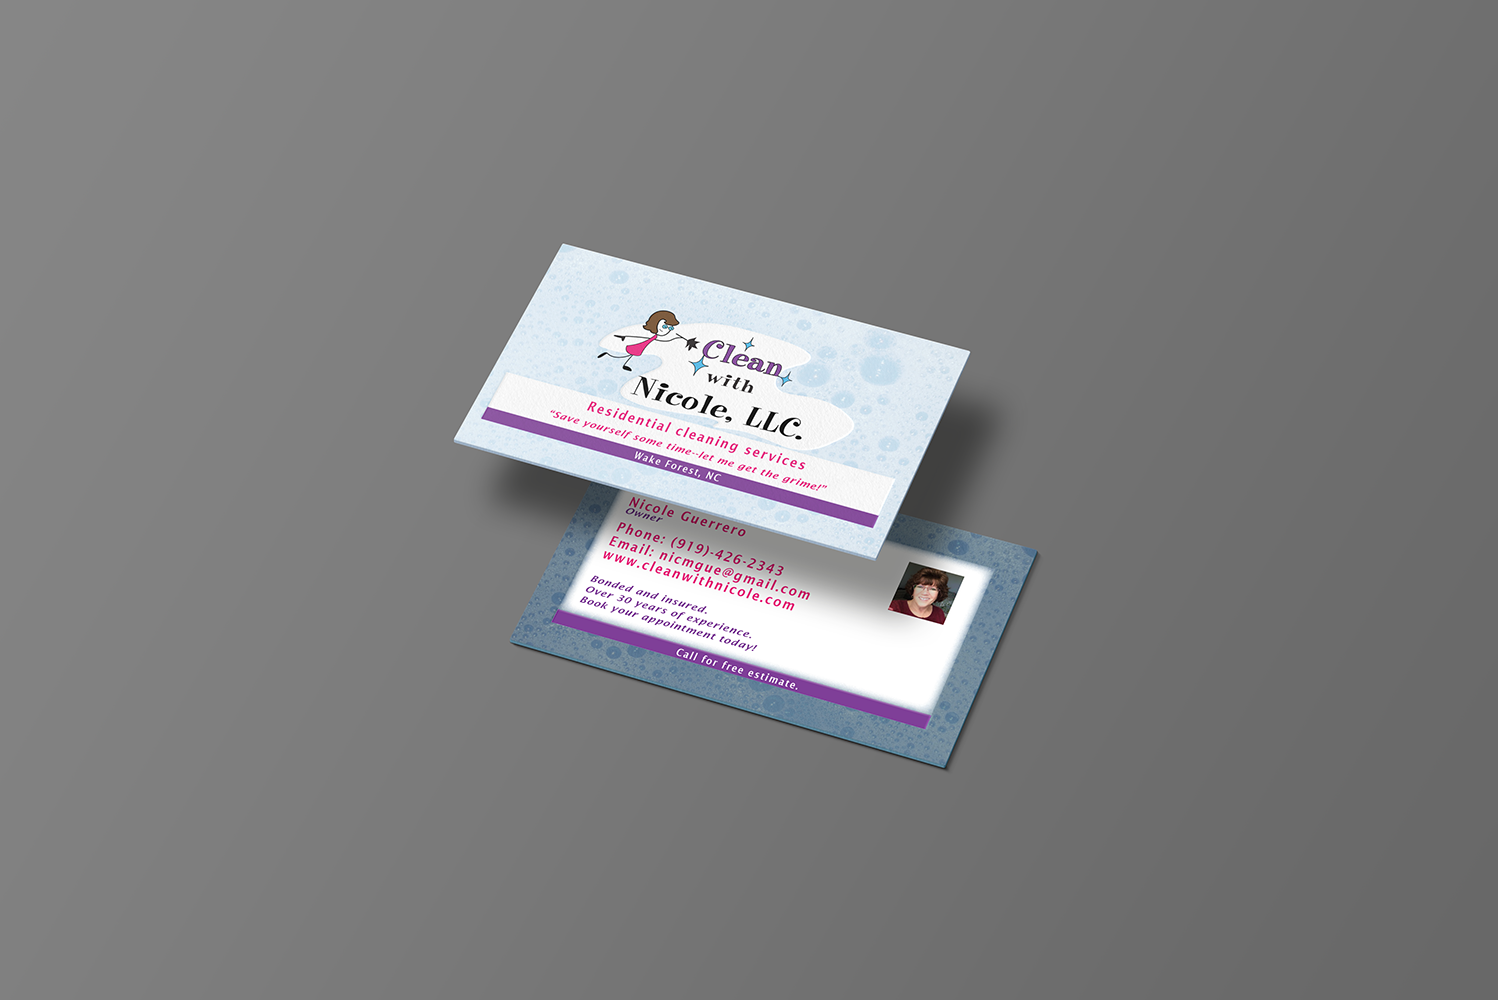 Clean
with
Nicole, LLC.
Residential cleaning services
"Save yourself some time--let me get the grime!"
Wake Forest, NC
Nicole Guerrero
Owner
Phone: (919)-426-2343
Email: nicmgue@gmail.com
www.cleanwithnicole.com
Bonded and insured.
Over 30 years of experience.
Book your appointment today!
Call for free estimate.